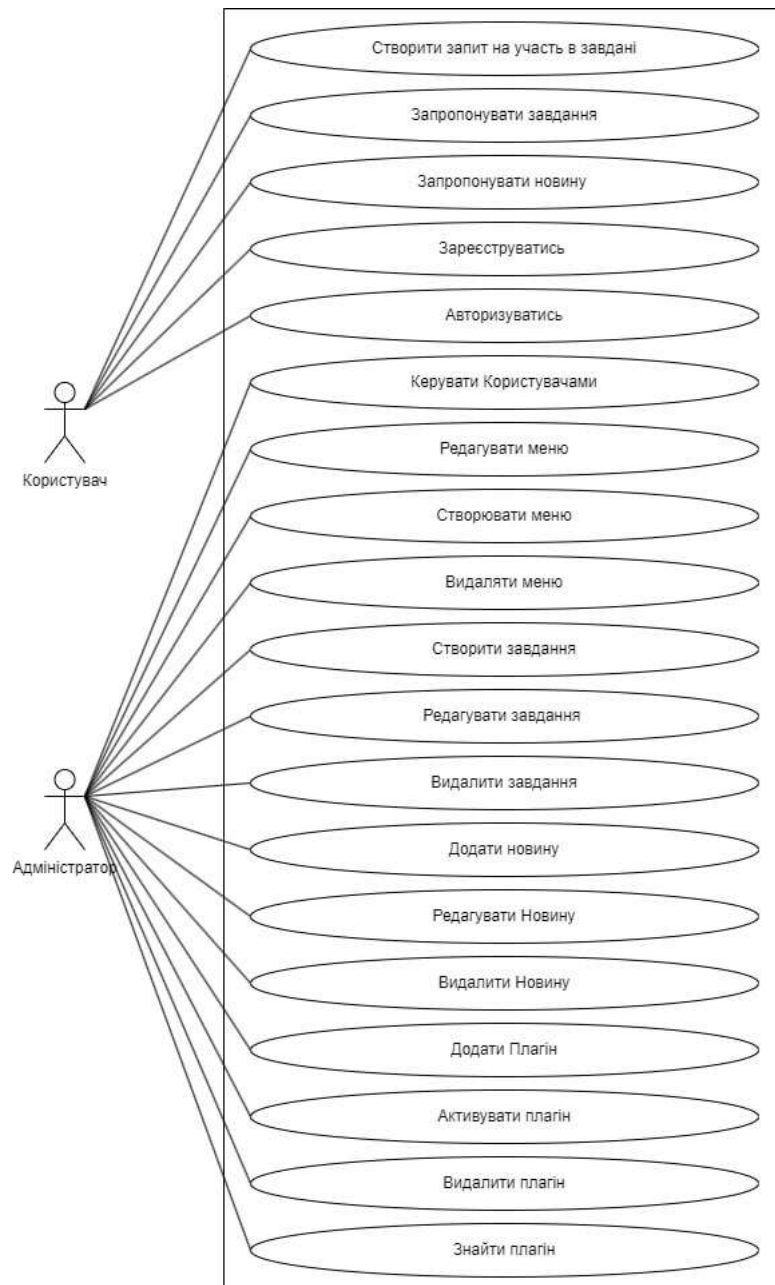 Створити запит на участь в завдані
Запропонувати завдання
Запропонувати новину
Зареєструватись
Авторизуватись
Керувати Користувачами
Користувач
Редагувати меню
Створювати меню
Видаляти меню
Створити завдання
Редагувати завдання
Видалити завдання
Адміністратор
Додати новину
Редагувати Новину
Видалити Новину
Додати Плагін
Активувати плагін
Видалити плагін
Знайти плагін